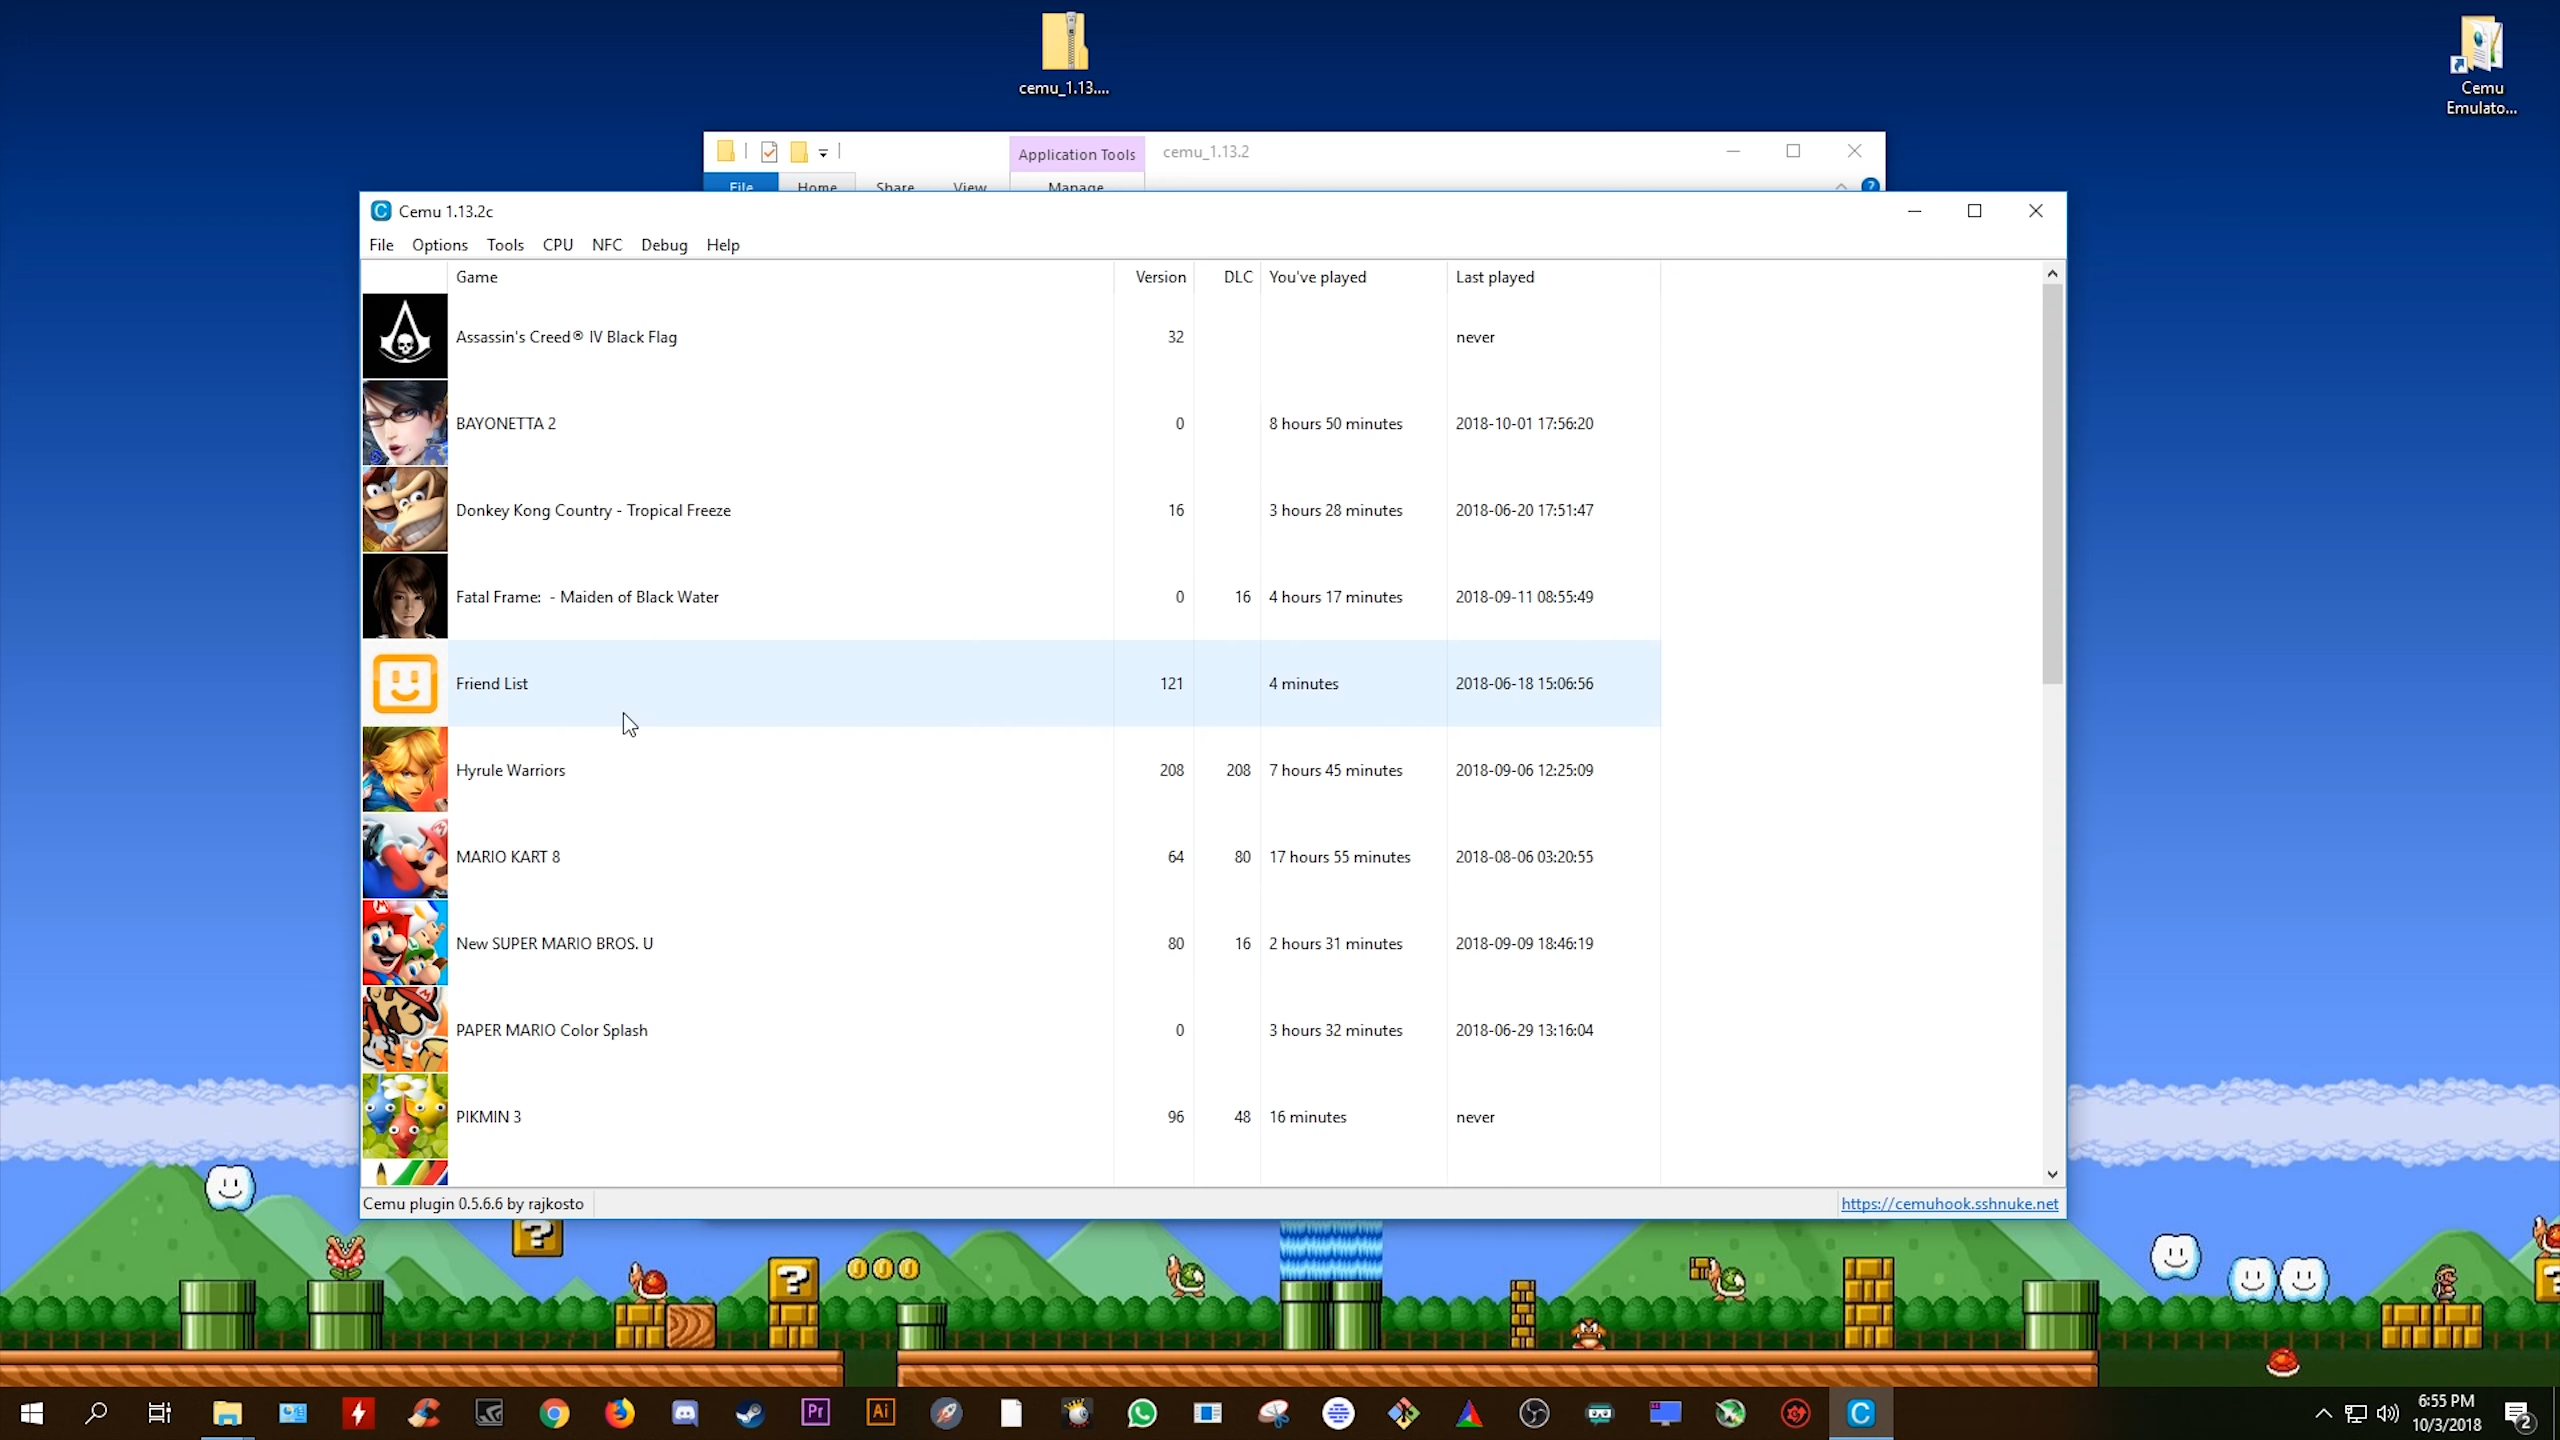 cemu_1.13....
Cemu
Emulato...
Application Tools
cemu_1.13.2
File Home Share View Manage
Cemu 1.13.2c
File Options Tools CPU NFC Debug Help
Game Version DLC You've played Last played
Assassin's Creed® IV Black Flag 32 never
BAYONETTA 2 0 8 hours 50 minutes 2018-10-01 17:56:20
Donkey Kong Country - Tropical Freeze 16 3 hours 28 minutes 2018-06-20 17:51:47
Fatal Frame:  - Maiden of Black Water 0 16 4 hours 17 minutes 2018-09-11 08:55:49
Friend List 121 4 minutes 2018-06-18 15:06:56
Hyrule Warriors 208 208 7 hours 45 minutes 2018-09-06 12:25:09
MARIO KART 8 64 80 17 hours 55 minutes 2018-08-06 03:20:55
New SUPER MARIO BROS. U 80 16 2 hours 31 minutes 2018-09-09 18:46:19
PAPER MARIO Color Splash 0 3 hours 32 minutes 2018-06-29 13:16:04
PIKMIN 3 96 48 16 minutes never
Cemu plugin 0.5.6.6 by rajkosto https://cemuhook.sshnuke.net
Pr Ai
6:55 PM
10/3/2018
2